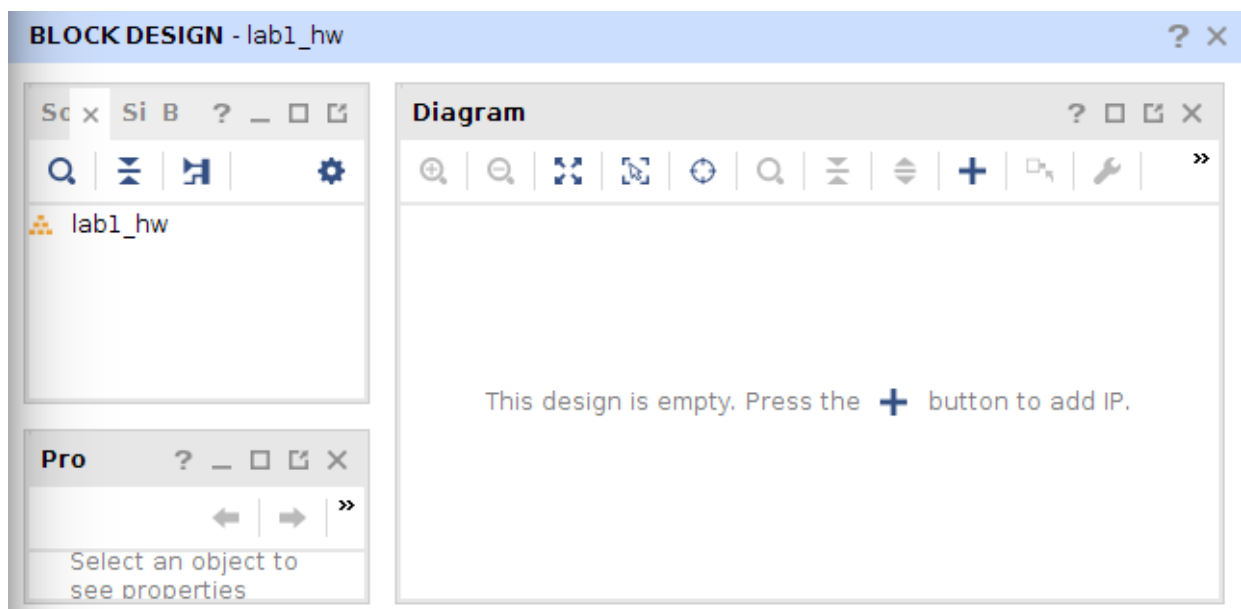 BLOCK DESIGN - lab1_hw
Sc Si B
lab1_hw
Diagram
This design is empty. Press the + button to add IP.
Pro
Select an object to
see properties